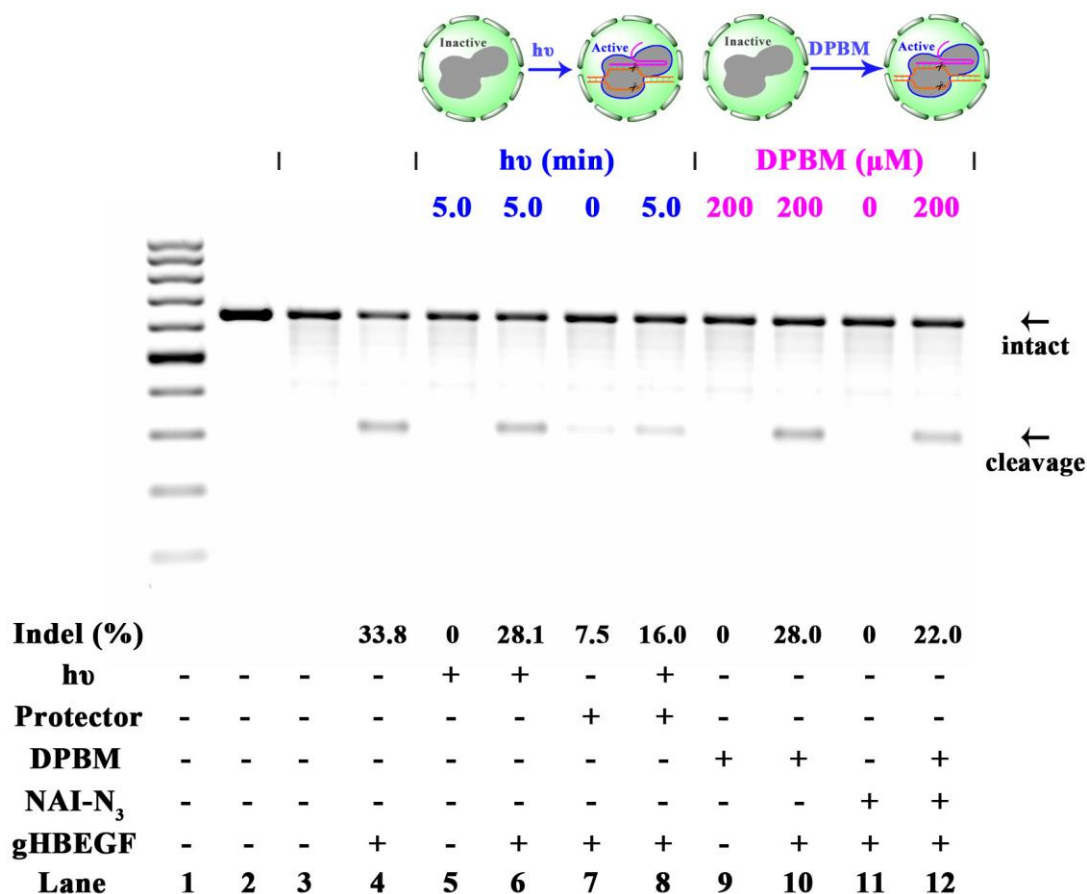 Inactive hυ Active Inactive DPBM Active
hυ (min) DPBM (μM)
5.0 5.0 0 5.0 200 200 0 200
← intact
← cleavage
Indel (%) 33.8 0 28.1 7.5 16.0 0 28.0 0 22.0
hυ - - - - + + - + - - - -
Protector - - - - - - + + - - - -
DPBM - - - - - - - - + + - +
NAI-N₃ - - - - - - - - - - + +
gHBEGF - - - + - + + + - + + +
Lane 1 2 3 4 5 6 7 8 9 10 11 12